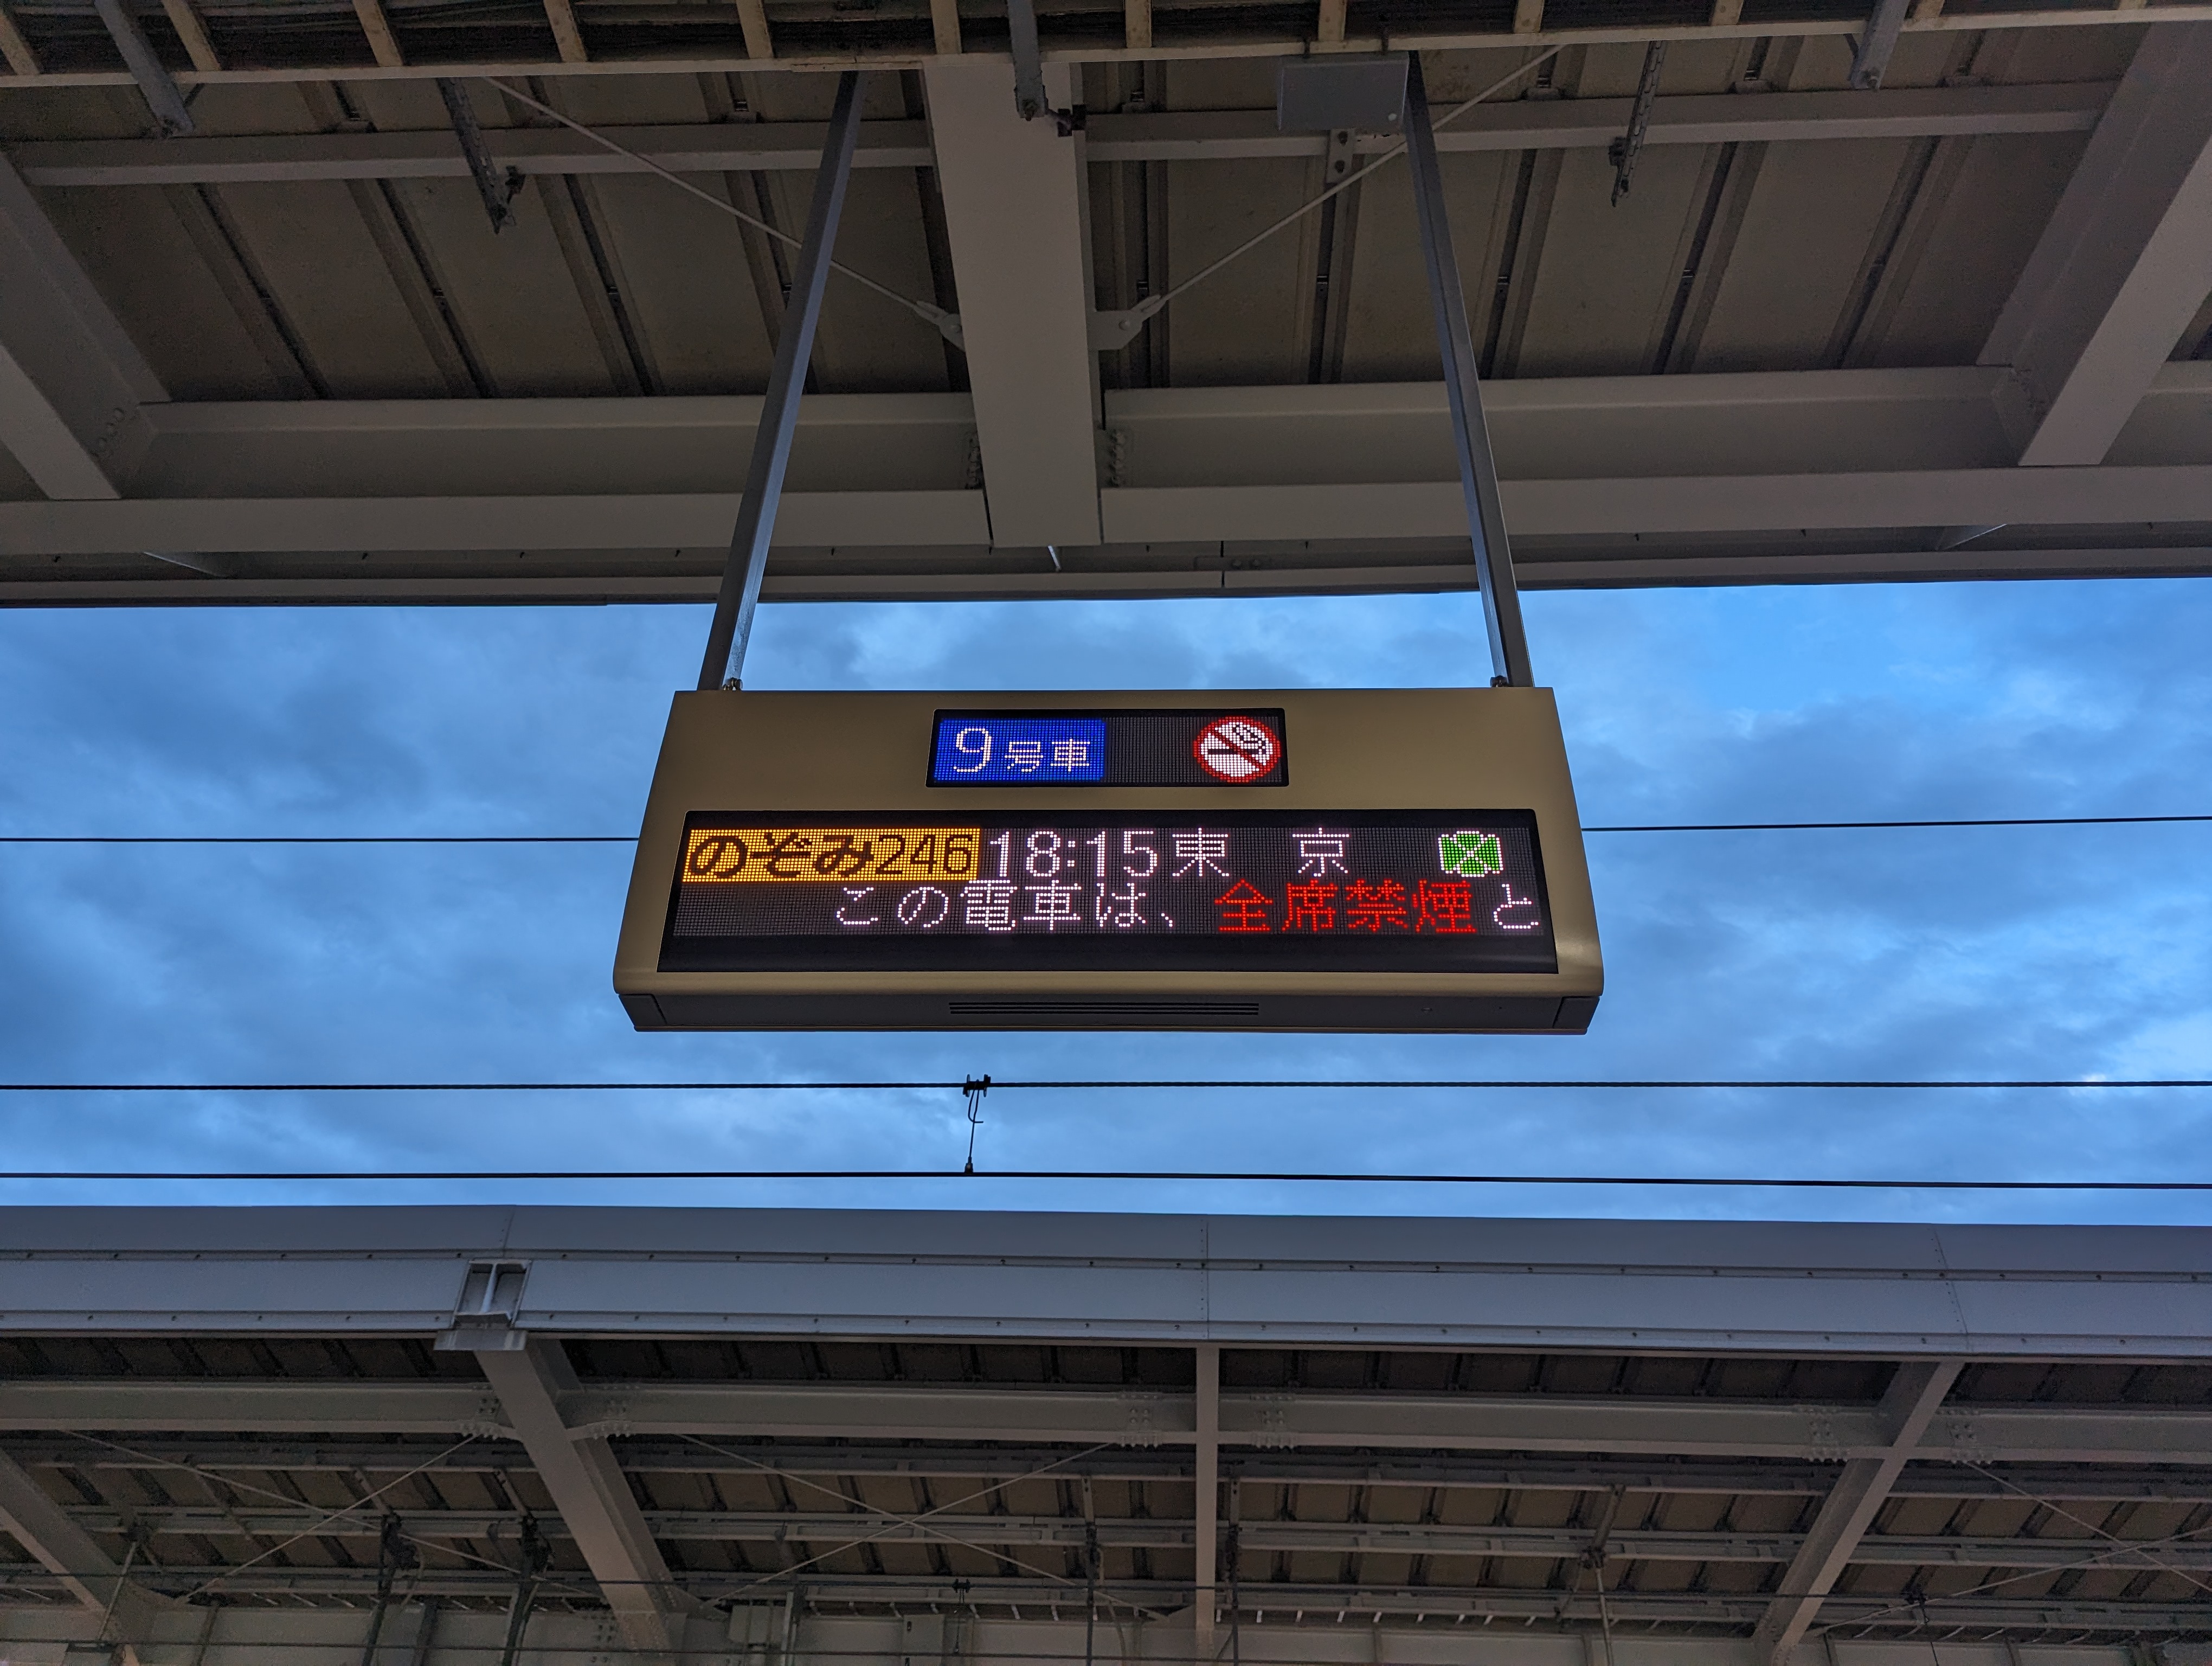 9号車
のぞみ246 18:15 東京
この電車は、全席禁煙と